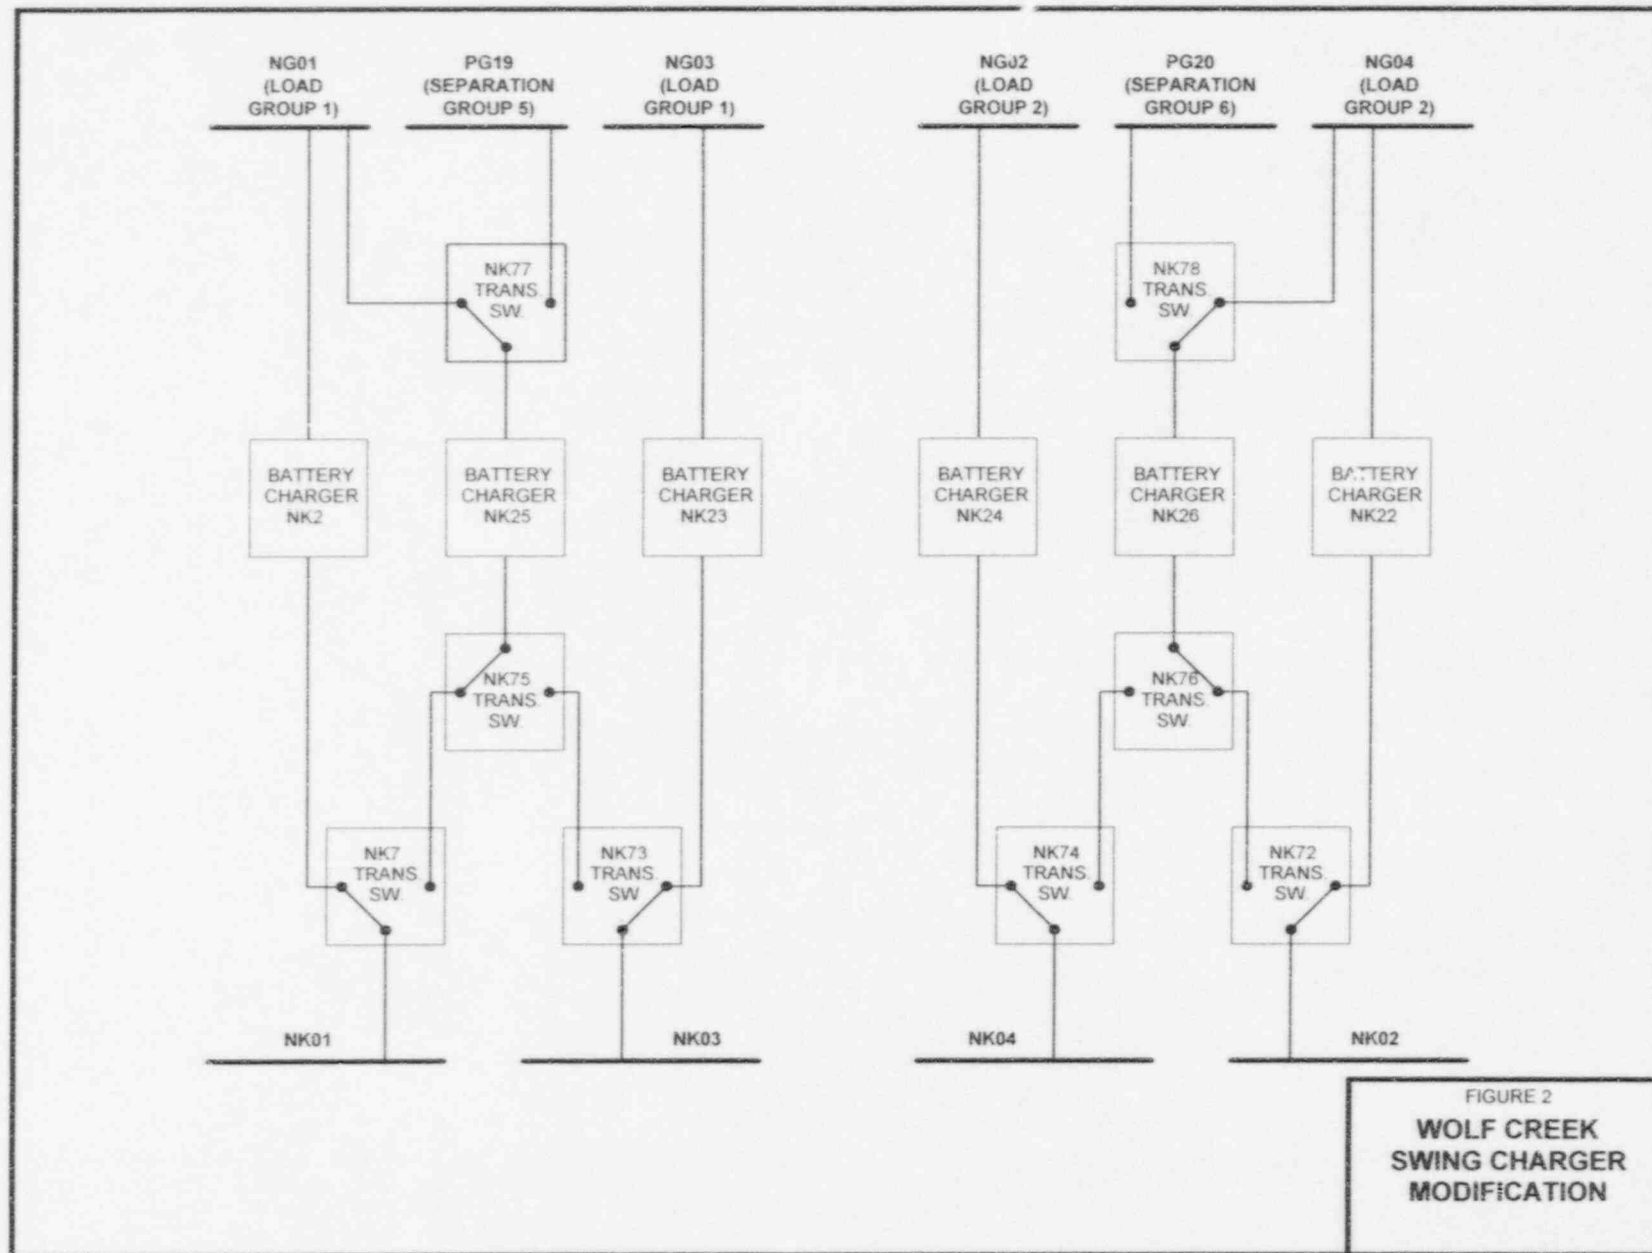 NG01
(LOAD
GROUP 1)
PG19
(SEPARATION
GROUP 5)
NG03
(LOAD
GROUP 1)
NG02
(LOAD
GROUP 2)
PG20
(SEPARATION
GROUP 6)
NG04
(LOAD
GROUP 2)
NK77
TRANS.
SW.
NK78
TRANS.
SW.
BATTERY
CHARGER
NK2
BATTERY
CHARGER
NK25
BATTERY
CHARGER
NK23
BATTERY
CHARGER
NK24
BATTERY
CHARGER
NK26
BATTERY
CHARGER
NK22
NK75
TRANS.
SW.
NK76
TRANS.
SW.
NK7
TRANS.
SW.
NK73
TRANS.
SW
NK74
TRANS.
SW.
NK72
TRANS.
SW.
NK01
NK03
NK04
NK02
FIGURE 2
WOLF CREEK
SWING CHARGER
MODIFICATION